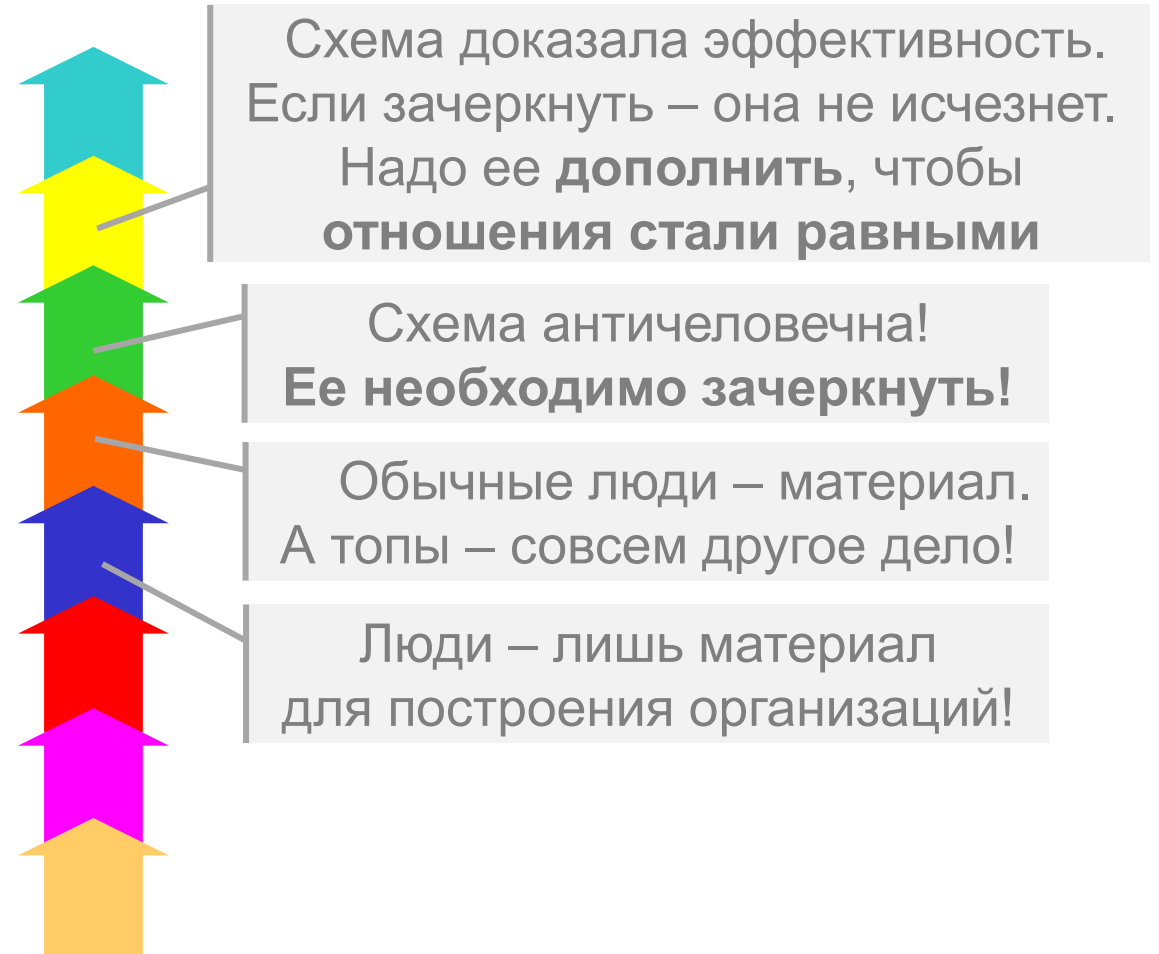 Схема доказала эффективность.
Если зачеркнуть – она не исчезнет.
Надо ее дополнить, чтобы
отношения стали равными
Схема античеловечна!
Ее необходимо зачеркнуть!
Обычные люди – материал.
А топы – совсем другое дело!
Люди – лишь материал
для построения организаций!